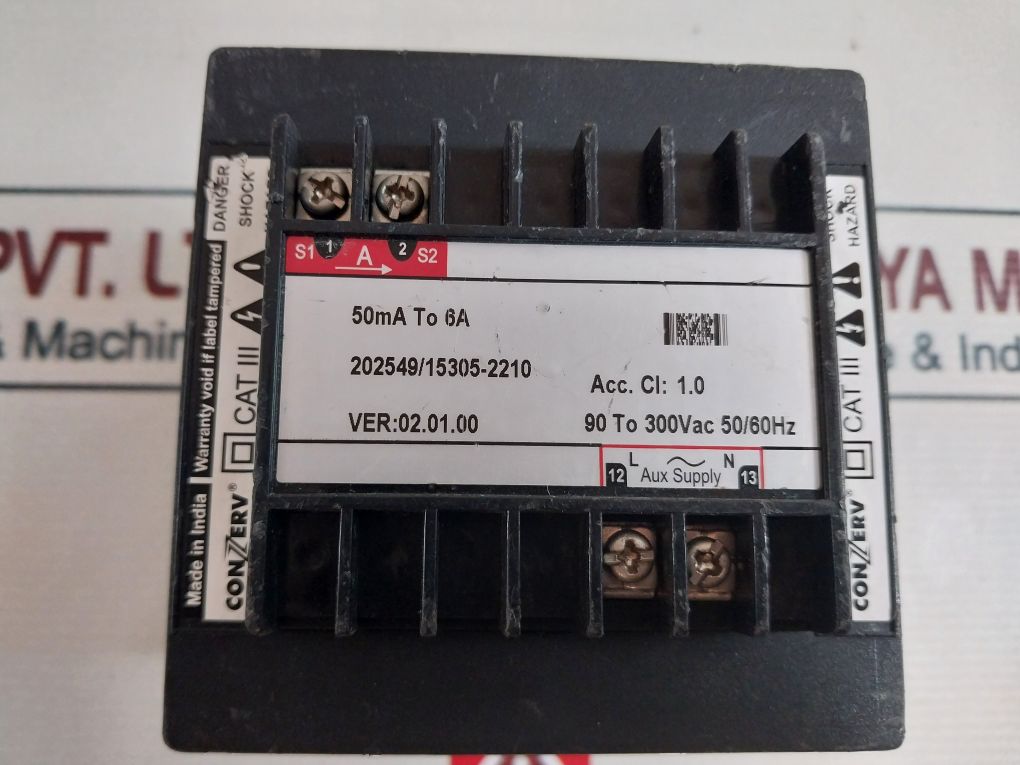 DANGER
SHOCK
Warranty void if label tampered
Made in India
CONZERV®
CAT III
S1 1 A 2 S2
50mA To 6A
202549/15305-2210
Acc. Cl: 1.0
VER:02.01.00
90 To 300Vac 50/60Hz
12 L N 13
Aux Supply
SHOCK
HAZARD
CAT III
CONZERV®
PVT. L
& Machin
YA M
& Ind